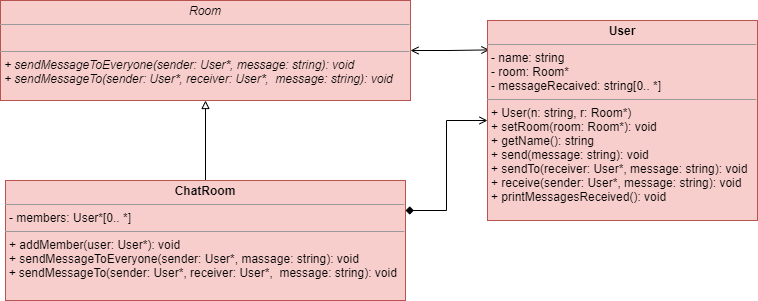 Room
+ sendMessageToEveryone(sender: User*, message: string): void
+ sendMessageTo(sender: User*, receiver: User*,  message: string): void
User
- name: string
- room: Room*
- messageRecaived: string[0.. *]
+ User(n: string, r: Room*)
+ setRoom(room: Room*): void
+ getName(): string
+ send(message: string): void
+ sendTo(receiver: User*, message: string): void
+ receive(sender: User*, message: string): void
+ printMessagesReceived(): void
ChatRoom
- members: User*[0.. *]
+ addMember(user: User*): void
+ sendMessageToEveryone(sender: User*, massage: string): void
+ sendMessageTo(sender: User*, receiver: User*,  message: string): void